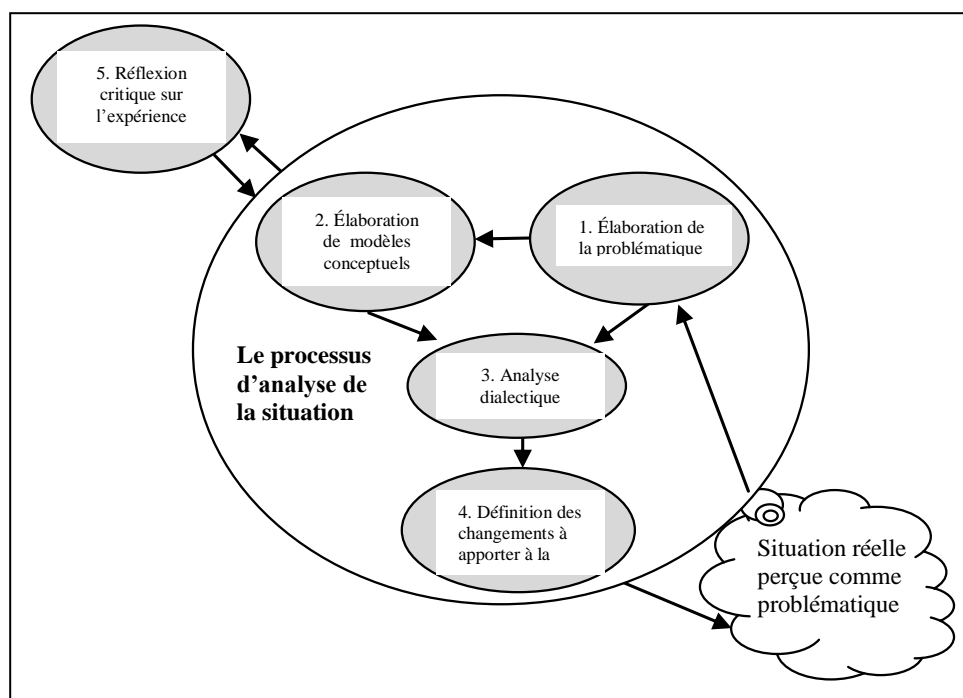 5. Réflexion
critique sur
l’expérience
2. Élaboration
de modèles
conceptuels
1. Élaboration de
la problématique
Le processus
d'analyse de
la situation
3. Analyse
dialectique
4. Définition des
changements à
apporter à la
Situation réelle
perçue comme
problématique